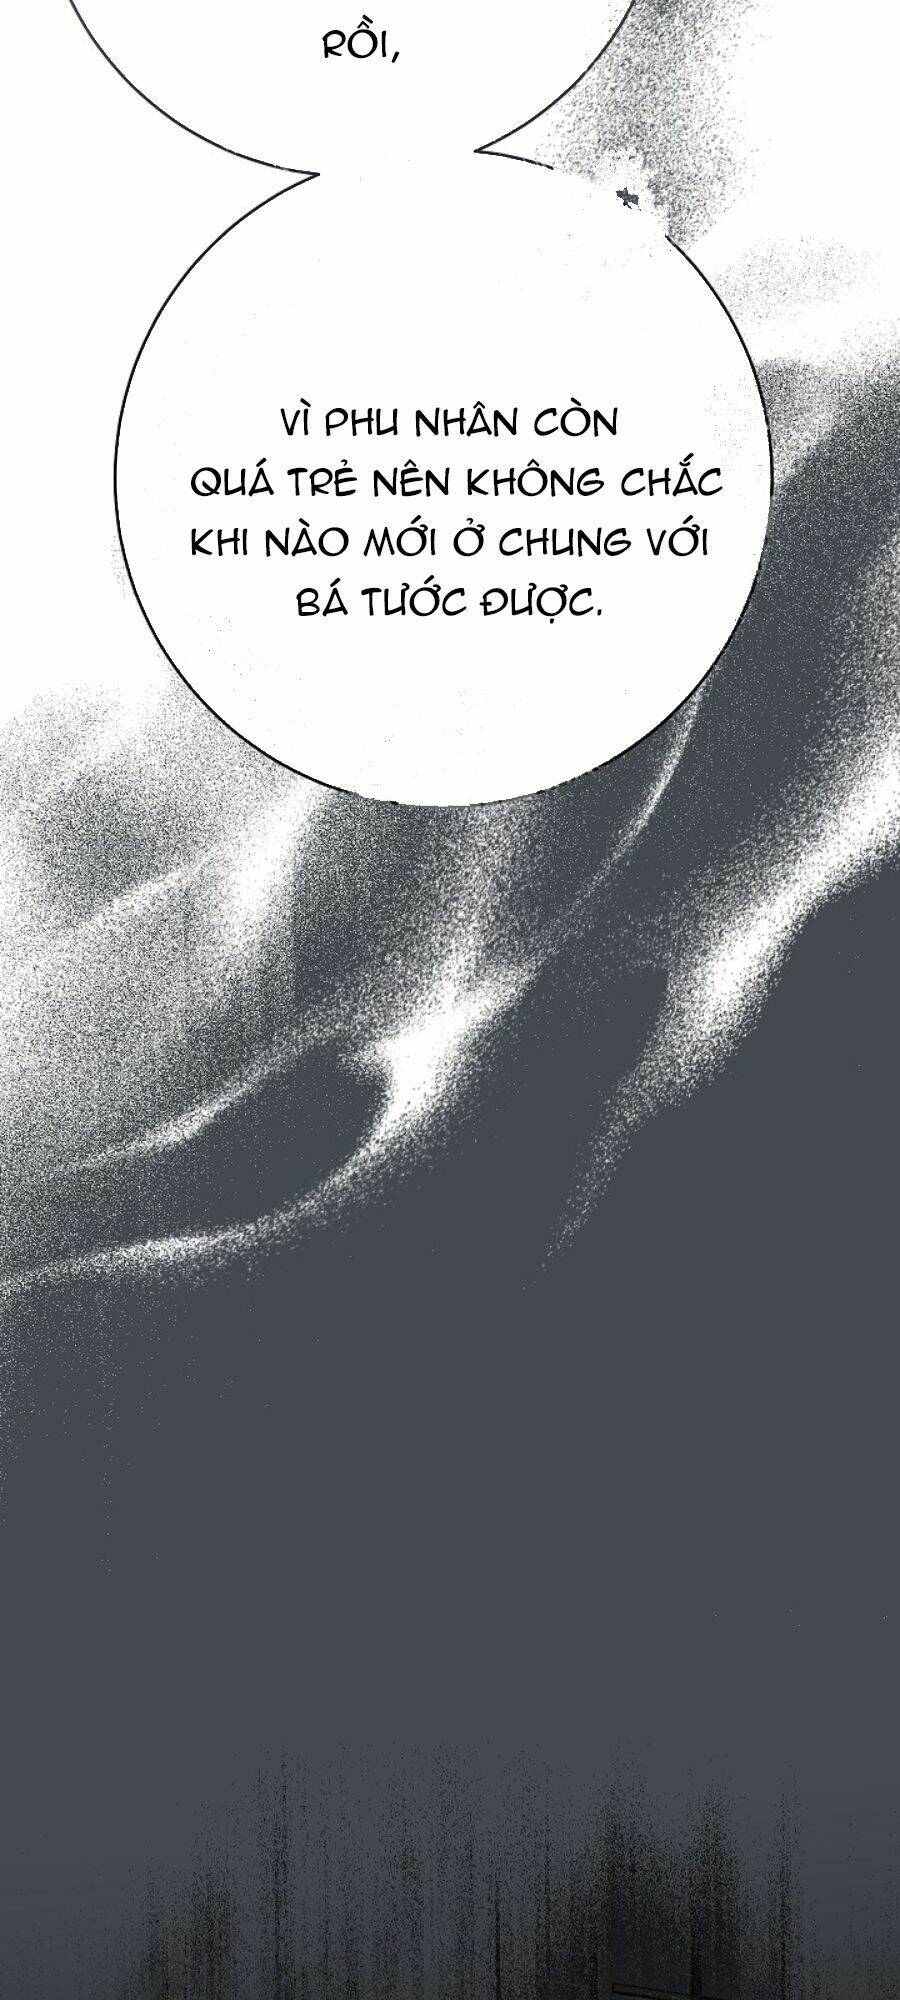 RỒI,
VÌ PHU NHÂN CÒN
QUÁ TRẺ NÊN KHÔNG CHẮC
KHI NÀO MỚI Ở CHUNG VỚI
BÁ TƯỚC ĐƯỢC.